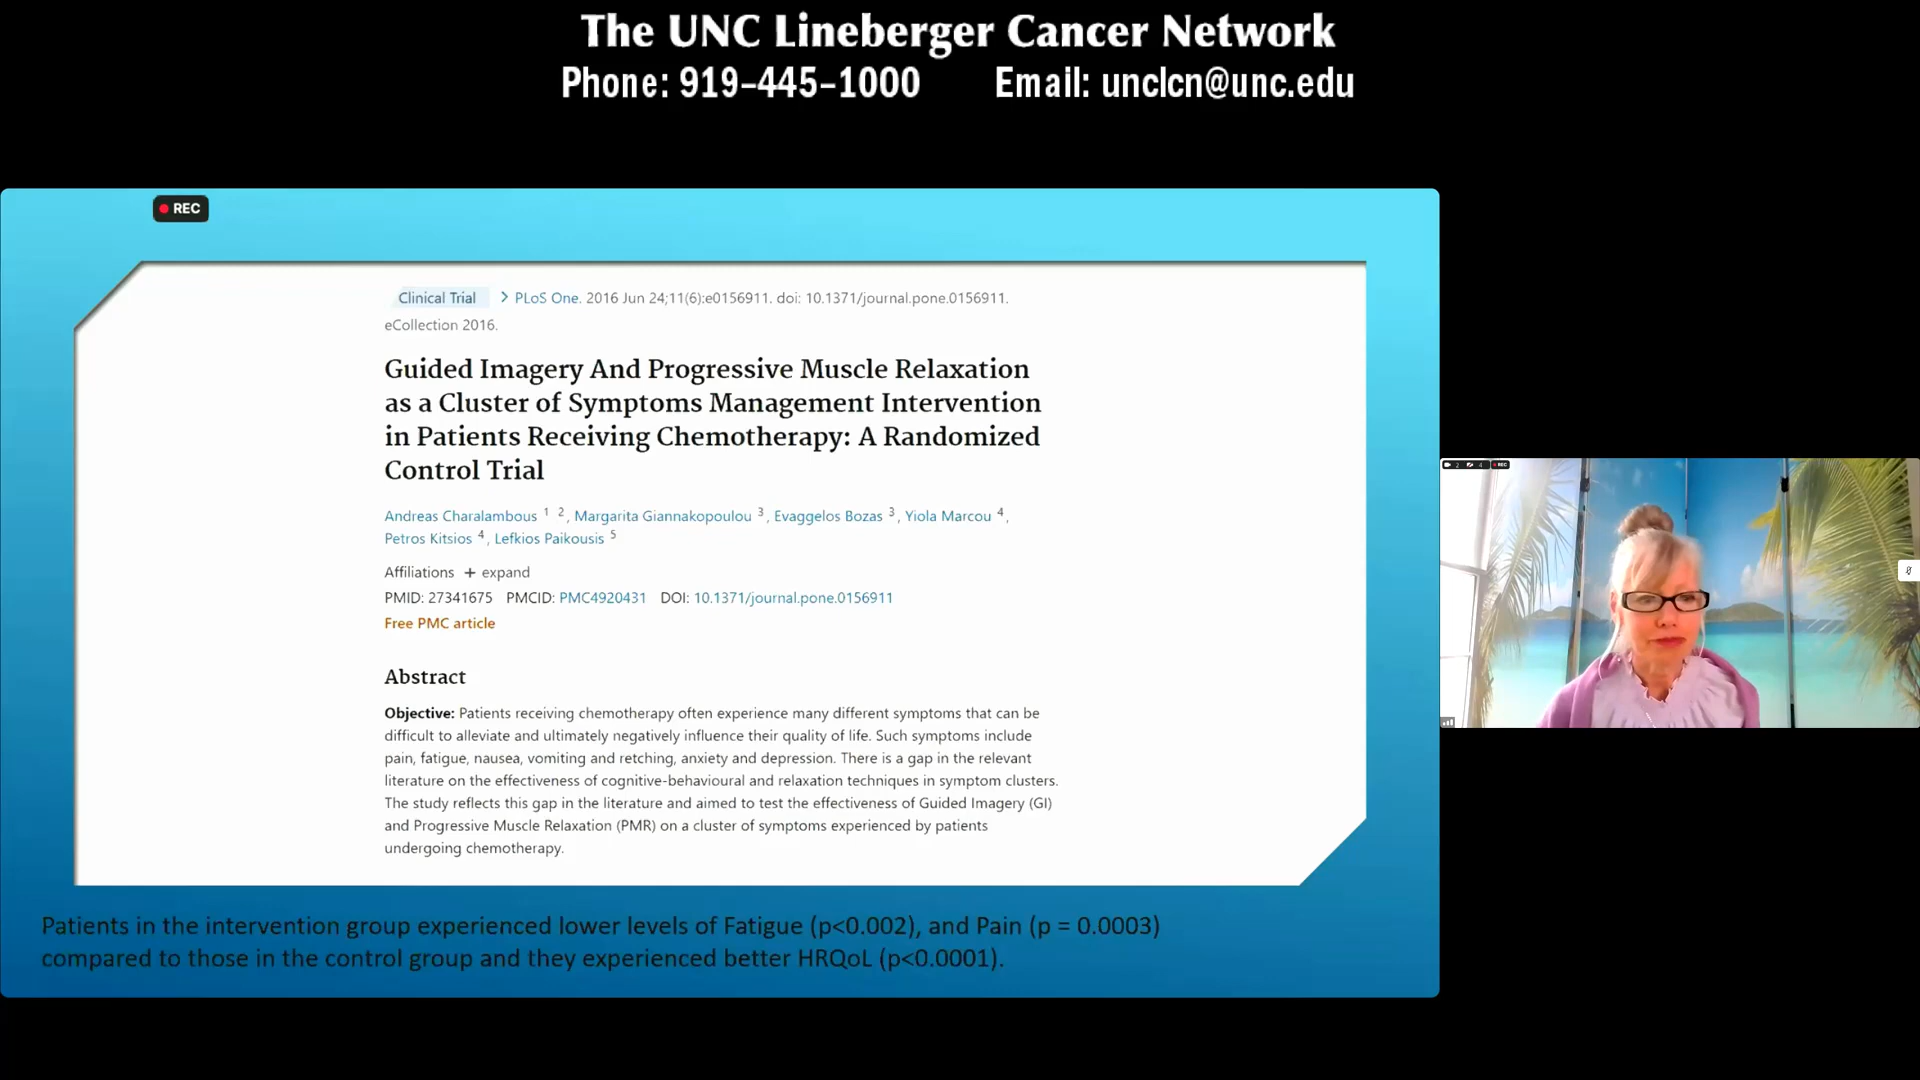 The UNC Lineberger Cancer Network
Phone: 919-445-1000 Email: unclcn@unc.edu
REC
Clinical Trial > PLoS One. 2016 Jun 24;11(6):e0156911. doi: 10.1371/journal.pone.0156911.
eCollection 2016.
Guided Imagery And Progressive Muscle Relaxation
as a Cluster of Symptoms Management Intervention
in Patients Receiving Chemotherapy: A Randomized
Control Trial
Andreas Charalambous 1 2, Margarita Giannakopoulou 3, Evaggelos Bozas 3, Yiola Marcou 4,
Petros Kitsios 4, Lefkios Paikousis 5
Affiliations + expand
PMID: 27341675 PMCID: PMC4920431 DOI: 10.1371/journal.pone.0156911
Free PMC article
Abstract
Objective: Patients receiving chemotherapy often experience many different symptoms that can be
difficult to alleviate and ultimately negatively influence their quality of life. Such symptoms include
pain, fatigue, nausea, vomiting and retching, anxiety and depression. There is a gap in the relevant
literature on the effectiveness of cognitive-behavioural and relaxation techniques in symptom clusters.
The study reflects this gap in the literature and aimed to test the effectiveness of Guided Imagery (GI)
and Progressive Muscle Relaxation (PMR) on a cluster of symptoms experienced by patients
undergoing chemotherapy.
Patients in the intervention group experienced lower levels of Fatigue (p<0.002), and Pain (p = 0.0003)
compared to those in the control group and they experienced better HRQoL (p<0.0001).
2 4 REC